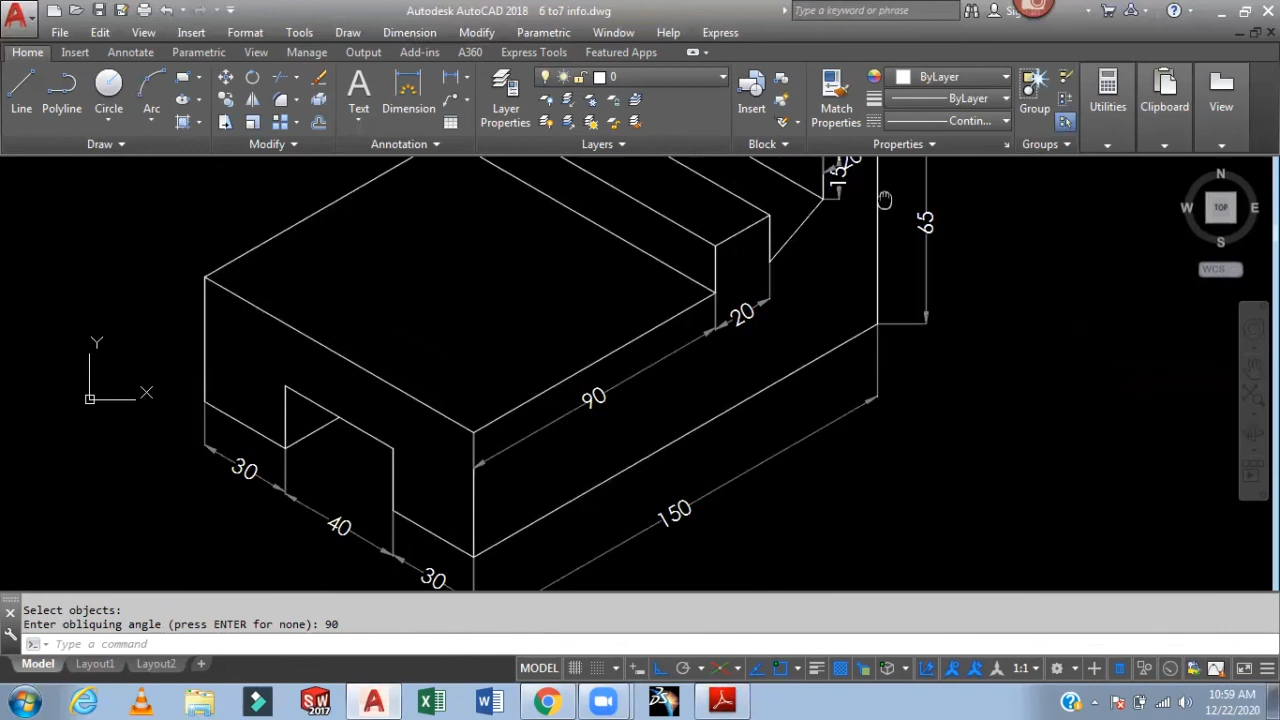 Autodesk AutoCAD 2018 6 to7 info.dwg
Type a keyword or phrase
File Edit View Insert Format Tools Draw Dimension Modify Parametric Window Help Express
Home Insert Annotate Parametric View Manage Output Add-ins A360 Express Tools Featured Apps
0
ByLayer
ByLayer
Contin...
Line Polyline Circle Arc Text Dimension Layer Properties Insert Match Properties Group Utilities Clipboard View
Draw Modify Annotation Layers Block Properties Groups
15
65
N
W TOP E
S
WCS
20
90
Y
X
30
40
30
150
Select objects:
Enter obliquing angle (press ENTER for none): 90
Type a command
Model Layout1 Layout2 +
MODEL 1:1
SW
2017
10:59 AM
12/22/2020